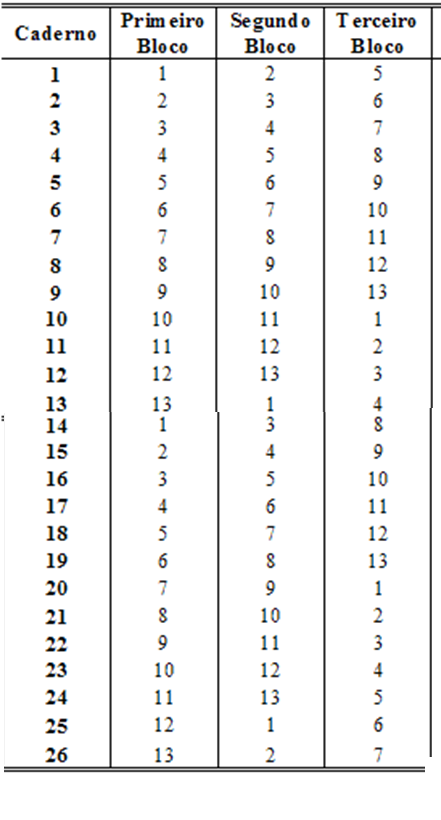 Caderno Primeiro Bloco Segundo Bloco Terceiro Bloco
1 1 2 5
2 2 3 6
3 3 4 7
4 4 5 8
5 5 6 9
6 6 7 10
7 7 8 11
8 8 9 12
9 9 10 13
10 10 11 1
11 11 12 2
12 12 13 3
13 13 1 4
14 1 3 8
15 2 4 9
16 3 5 10
17 4 6 11
18 5 7 12
19 6 8 13
20 7 9 1
21 8 10 2
22 9 11 3
23 10 12 4
24 11 13 5
25 12 1 6
26 13 2 7